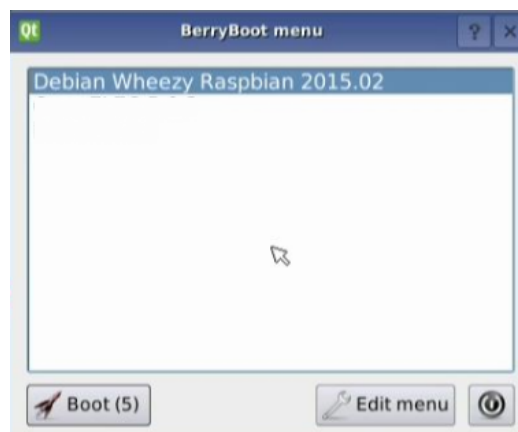 Qt BerryBoot menu ? ×
Debian Wheezy Raspbian 2015.02
Boot (5) Edit menu